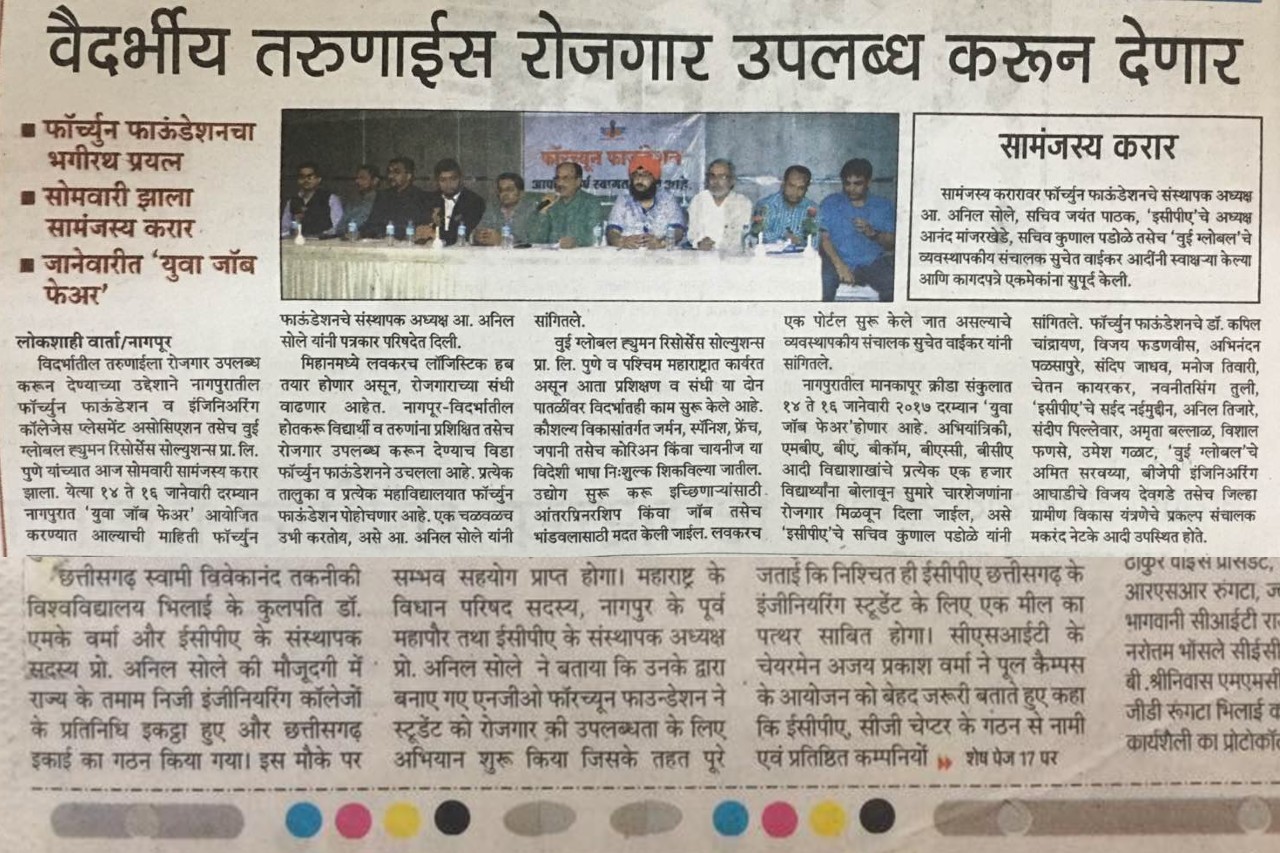 वैदर्भीय तरुणाईस रोजगार उपलब्ध करून देणार
■ फॉर्च्युन फाऊंडेशनचा
भगीरथ प्रयत्न
■ सोमवारी झाला
सामंजस्य करार
■ जानेवारीत ‘युवा जॉब
फेअर’
फॉरच्यून फाऊंडेशन
सामंजस्य करार
सामंजस्य करारावर फॉर्च्युन फाऊंडेशनचे संस्थापक अध्यक्ष
आ. अनिल सोले, सचिव जयंत पाठक, ‘इसीपीए’चे अध्यक्ष
आनंद मांजरखेडे, सचिव कुणाल पडोळे तसेच ‘वुई ग्लोबल’चे
व्यवस्थापकीय संचालक सुचेत वाईकर आदींनी स्वाक्षऱ्या केल्या
आणि कागदपत्रे एकमेकांना सुपूर्द केली.
लोकशाही वार्ता/नागपूर
विदर्भातील तरुणाईला रोजगार उपलब्ध
करून देण्याच्या उद्देशाने नागपुरातील
फॉर्च्युन फाऊंडेशन व इंजिनिअरिंग
कॉलेजेस प्लेसमेंट असोसिएशन तसेच वुई
ग्लोबल ह्युमन रिसोर्सेस सोल्युशन्स प्रा. लि.
पुणे यांच्यात आज सोमवारी सामंजस्य करार
झाला. येत्या १४ ते १६ जानेवारी दरम्यान
नागपुरात ‘युवा जॉब फेअर’ आयोजित
करण्यात आल्याची माहिती फॉर्च्युन
फाऊंडेशनचे संस्थापक अध्यक्ष आ. अनिल
सोले यांनी पत्रकार परिषदेत दिली.
मिहानमध्ये लवकरच लॉजिस्टिक हब
तयार होणार असून, रोजगाराच्या संधी
वाढणार आहेत. नागपूर-विदर्भातील
होतकरू विद्यार्थी व तरुणांना प्रशिक्षित तसेच
रोजगार उपलब्ध करून देण्याच विडा
फॉर्च्युन फाऊंडेशनने उचलला आहे. प्रत्येक
तालुका व प्रत्येक महाविद्यालयात फॉर्च्युन
फाऊंडेशन पोहोचणार आहे. एक चळवळच
उभी करतोय, असे आ. अनिल सोले यांनी
सांगितले.
वुई ग्लोबल ह्युमन रिसोर्सेस सोल्युशन्स
प्रा. लि. पुणे व पश्चिम महाराष्ट्रात कार्यरत
असून आता प्रशिक्षण व संधी या दोन
पातळींवर विदर्भातही काम सुरू केले आहे.
कौशल्य विकासांतर्गत जर्मन, स्पॅनिश, फ्रेंच,
जपानी तसेच कोरिअन किंवा चायनीज या
विदेशी भाषा निःशुल्क शिकविल्या जातील.
उद्योग सुरू करू इच्छिणाऱ्यांसाठी
आंतरप्रिनरशिप किंवा जॉब तसेच
भांडवलासाठी मदत केली जाईल. लवकरच
एक पोर्टल सुरू केले जात असल्याचे
व्यवस्थापकीय संचालक सुचेत वाईकर यांनी
सांगितले.
नागपुरातील मानकापूर क्रीडा संकुलात
१४ ते १६ जानेवारी २०१७ दरम्यान ‘युवा
जॉब फेअर’होणार आहे. अभियांत्रिकी,
एमबीए, बीए, बीकॉम, बीएस्सी, बीसीए
आदी विद्याशाखांचे प्रत्येक एक हजार
विद्यार्थ्यांना बोलावून सुमारे चारशेजणांना
रोजगार मिळवून दिला जाईल, असे
‘इसीपीए’चे सचिव कुणाल पडोळे यांनी
सांगितले. फॉर्च्युन फाऊंडेशनचे डॉ. कपिल
चांद्रायण, विजय फडणवीस, अभिनंदन
पळसापुरे, संदिप जाधव, मनोज तिवारी,
चेतन कायरकर, नवनीतसिंग तुली,
‘इसीपीए’चे सईद नईमुद्दीन, अनिल तिजारे,
संदीप पिल्लेवार, अमृता बल्लाळ, विशाल
फणसे, उमेश गळाट, ‘वुई ग्लोबल’चे
अमित सरवय्या, बीजेपी इंजिनिअरिंग
आघाडीचे विजय देवगडे तसेच जिल्हा
ग्रामीण विकास यंत्रणेचे प्रकल्प संचालक
मकरंद नेटके आदी उपस्थित होते.
छत्तीसगढ़ स्वामी विवेकानंद तकनीकी
विश्वविद्यालय भिलाई के कुलपति डॉ.
एमके वर्मा और ईसीपीए के संस्थापक
सदस्य प्रो. अनिल सोले की मौजूदगी में
राज्य के तमाम निजी इंजीनियरिंग कॉलेजों
के प्रतिनिधि इकट्ठा हुए और छत्तीसगढ़
इकाई का गठन किया गया। इस मौके पर
सम्भव सहयोग प्राप्त होगा। महाराष्ट्र के
विधान परिषद सदस्य, नागपुर के पूर्व
महापौर तथा ईसीपीए के संस्थापक अध्यक्ष
प्रो. अनिल सोले ने बताया कि उनके द्वारा
बनाए गए एनजीओ फॉरच्यून फाउन्डेशन ने
स्टूडेंट को रोजगार की उपलब्धता के लिए
अभियान शुरू किया जिसके तहत पूरे
जताई कि निश्चित ही ईसीपीए छत्तीसगढ़ के
इंजीनियरिंग स्टूडेंट के लिए एक मील का
पत्थर साबित होगा। सीएसआईटी के
चेयरमेन अजय प्रकाश वर्मा ने पूल कैम्पस
के आयोजन को बेहद जरूरी बताते हुए कहा
कि ईसीपीए, सीजी चेप्टर के गठन से नामी
एवं प्रतिष्ठित कम्पनियों शेष पेज 17 पर
ठाकुर वाइस प्रेसिडेंट,
आरएसआर रुंगटा,
भागवानी सीआईटी
नरोतम भोंसले सीईसी
बी.श्रीनिवास एमएमसी
जीडी रूंगटा भिलाई
कार्यशैली का